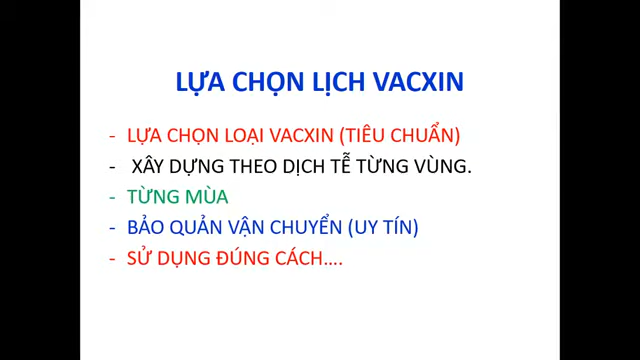 LỰA CHỌN LỊCH VACXIN
- LỰA CHỌN LOẠI VACXIN (TIÊU CHUẨN)
- XÂY DỰNG THEO DỊCH TỄ TỪNG VÙNG.
- TỪNG MÙA
- BẢO QUẢN VẬN CHUYỂN (UY TÍN)
- SỬ DỤNG ĐÚNG CÁCH....